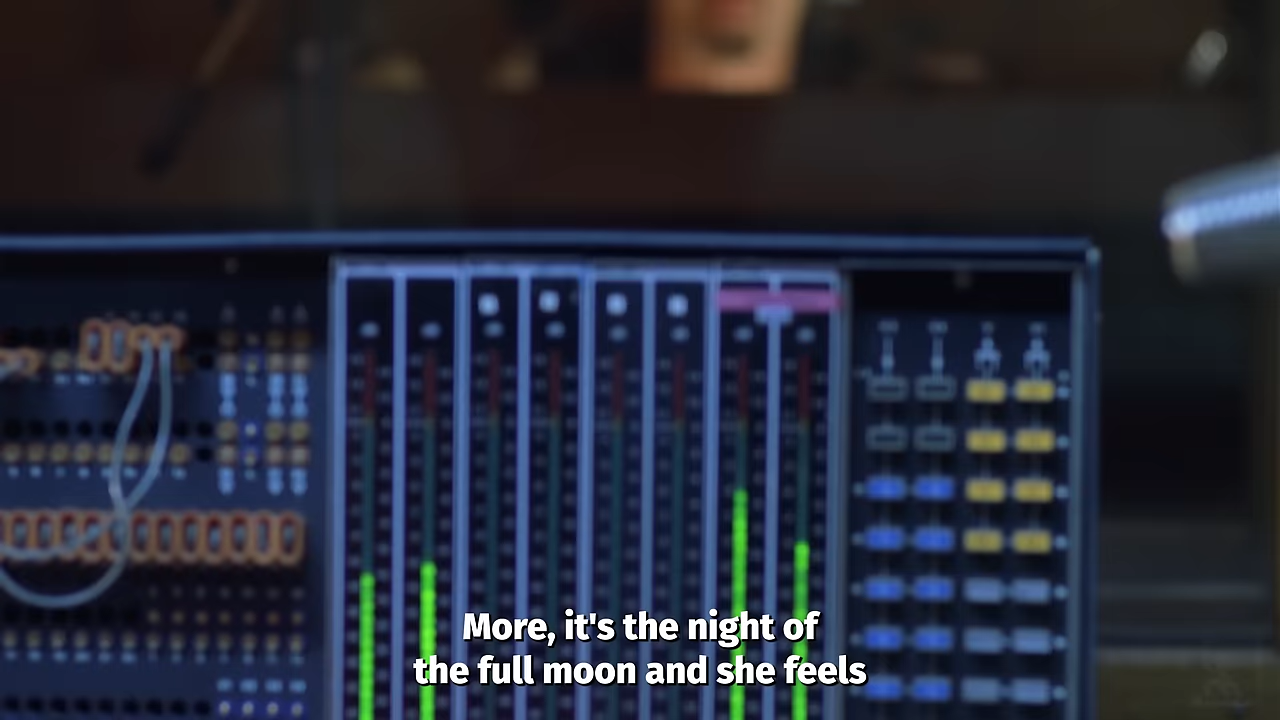 More, it's the night of
the full moon and she feels